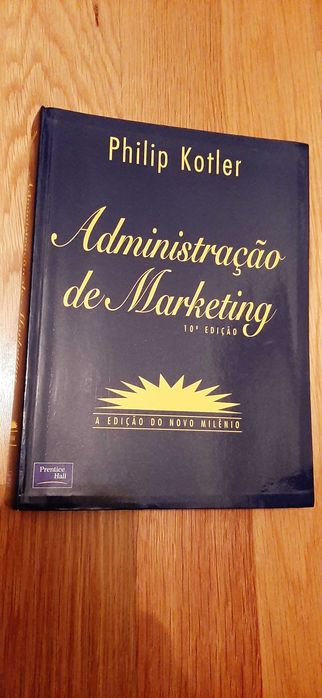 Philip Kotler
Administração
de Marketing
10ª EDIÇÃO
A EDIÇÃO DO NOVO MILÊNIO
Prentice
Hall